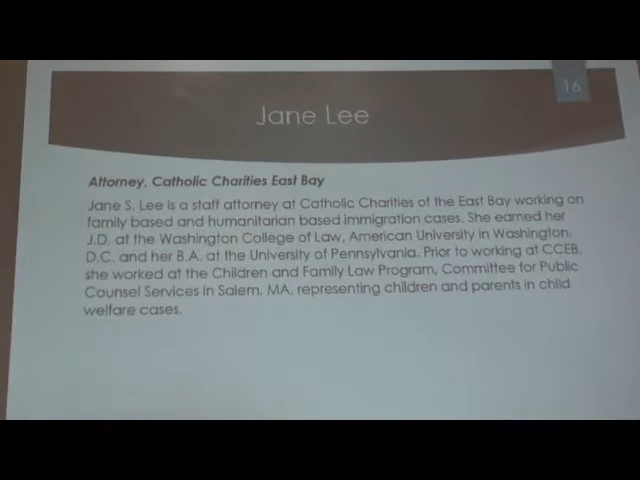 16
Jane Lee
Attorney, Catholic Charities East Bay
Jane S. Lee is a staff attorney at Catholic Charities of the East Bay working on
family based and humanitarian based immigration cases. She earned her
J.D. at the Washington College of Law, American University in Washington,
D.C. and her B.A. at the University of Pennsylvania. Prior to working at CCEB,
she worked at the Children and Family Law Program, Committee for Public
Counsel Services in Salem, MA, representing children and parents in child
welfare cases.